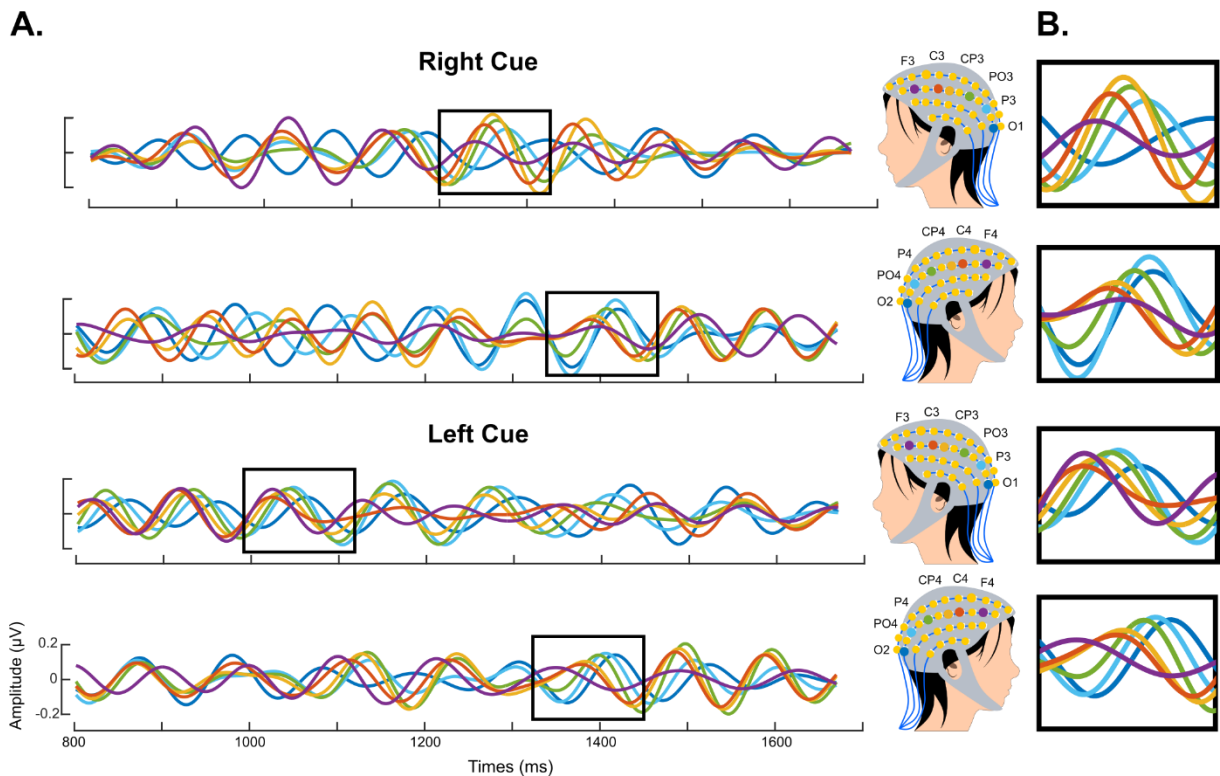 A.
B.
Right Cue
F3 C3 CP3
PO3
P3
O1
CP4 C4 F4
P4
PO4
O2
Left Cue
F3 C3 CP3
PO3
P3
O1
CP4 C4 F4
P4
PO4
O2
Amplitude (µV)
0.2
0
-0.2
800 1000 1200 1400 1600
Times (ms)